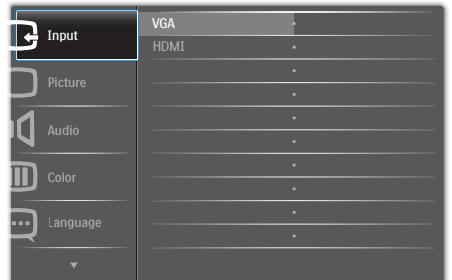 Input
Picture
Audio
Color
Language
VGA
HDMI